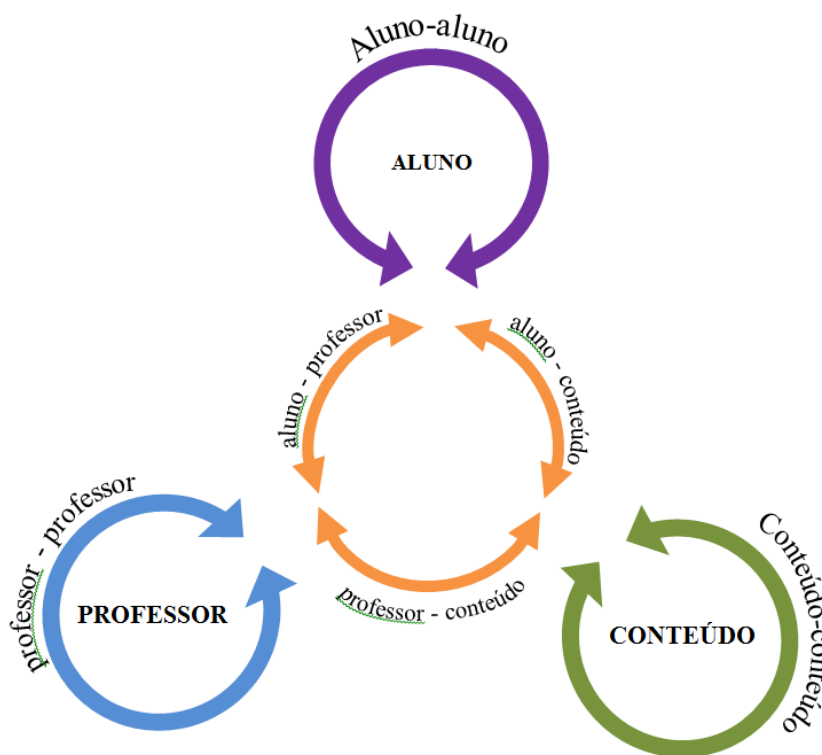 Aluno-aluno
ALUNO
aluno - professor
aluno - conteúdo
professor - professor
PROFESSOR
professor - conteúdo
Conteúdo-conteúdo
CONTEÚDO